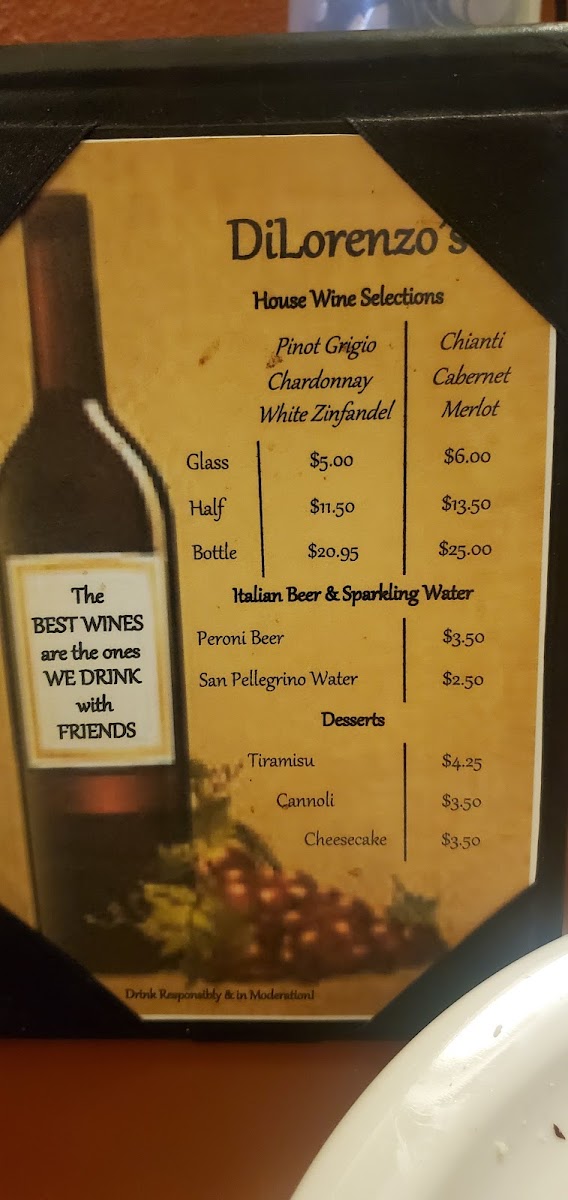 DiLorenzo's
House Wine Selections
Pinot Grigio Chianti
Chardonnay Cabernet
White Zinfandel Merlot
Glass $5.00 $6.00
Half $11.50 $13.50
Bottle $20.95 $25.00
Italian Beer & Sparkling Water
Peroni Beer $3.50
San Pellegrino Water $2.50
Desserts
Tiramisu $4.25
Cannoli $3.50
Cheesecake $3.50
The
BEST WINES
are the ones
WE DRINK
with
FRIENDS
Drink Responsibly & in Moderation!